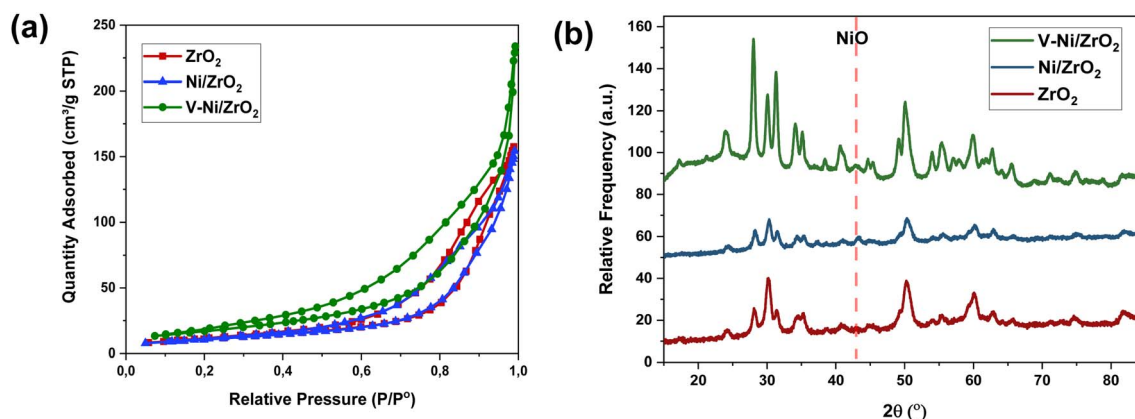 (a)
250
200
150
100
50
0
Quantity Adsorbed (cm³/g STP)
ZrO₂
Ni/ZrO₂
V-Ni/ZrO₂
0,0 0,2 0,4 0,6 0,8 1,0
Relative Pressure (P/P⁰)
(b)
160
140
120
100
80
60
40
20
0
Relative Frequency (a.u.)
NiO
V-Ni/ZrO₂
Ni/ZrO₂
ZrO₂
20 30 40 50 60 70 80
2θ (°)